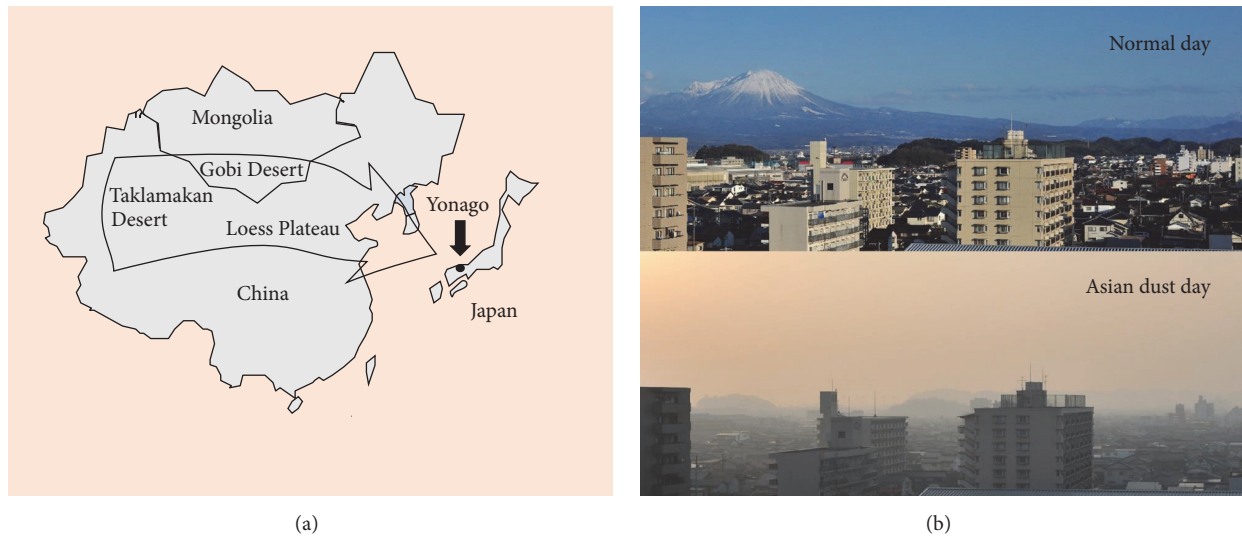 Mongolia
Gobi Desert
Taklamakan
Desert
Loess Plateau
China
Yonago
Japan
(a)
Normal day
Asian dust day
(b)